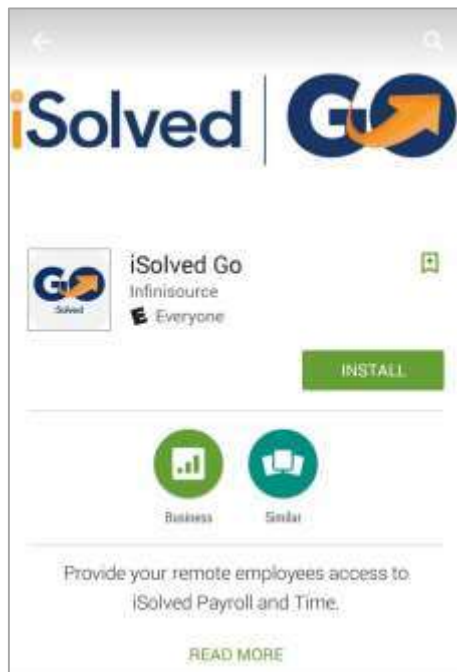 iSolved GO
GO
iSolved
iSolved Go
Infinisource
E Everyone
INSTALL
Business Similar
Provide your remote employees access to
iSolved Payroll and Time.
READ MORE